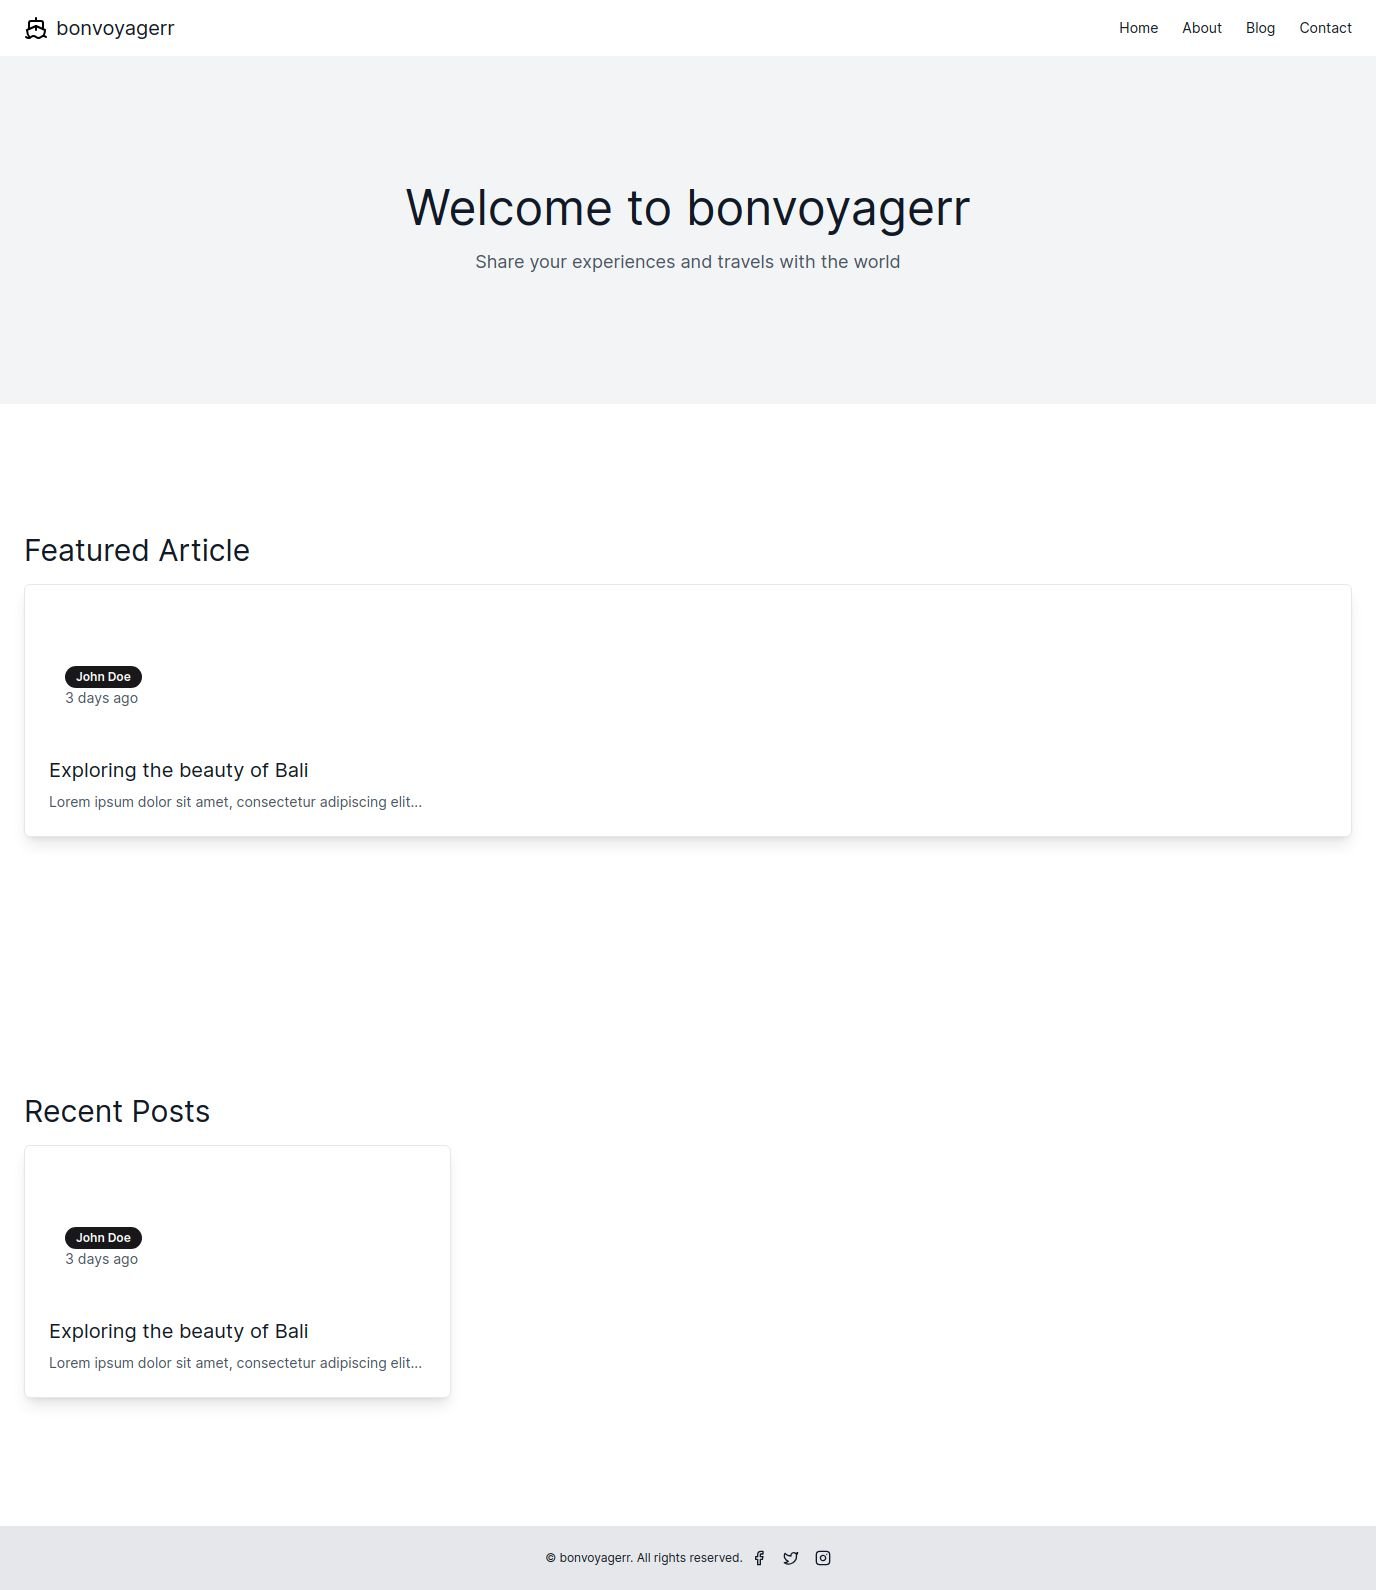 bonvoyagerr
Home About Blog Contact
Welcome to bonvoyagerr
Share your experiences and travels with the world
Featured Article
John Doe
3 days ago
Exploring the beauty of Bali
Lorem ipsum dolor sit amet, consectetur adipiscing elit...
Recent Posts
John Doe
3 days ago
Exploring the beauty of Bali
Lorem ipsum dolor sit amet, consectetur adipiscing elit...
© bonvoyagerr. All rights reserved.